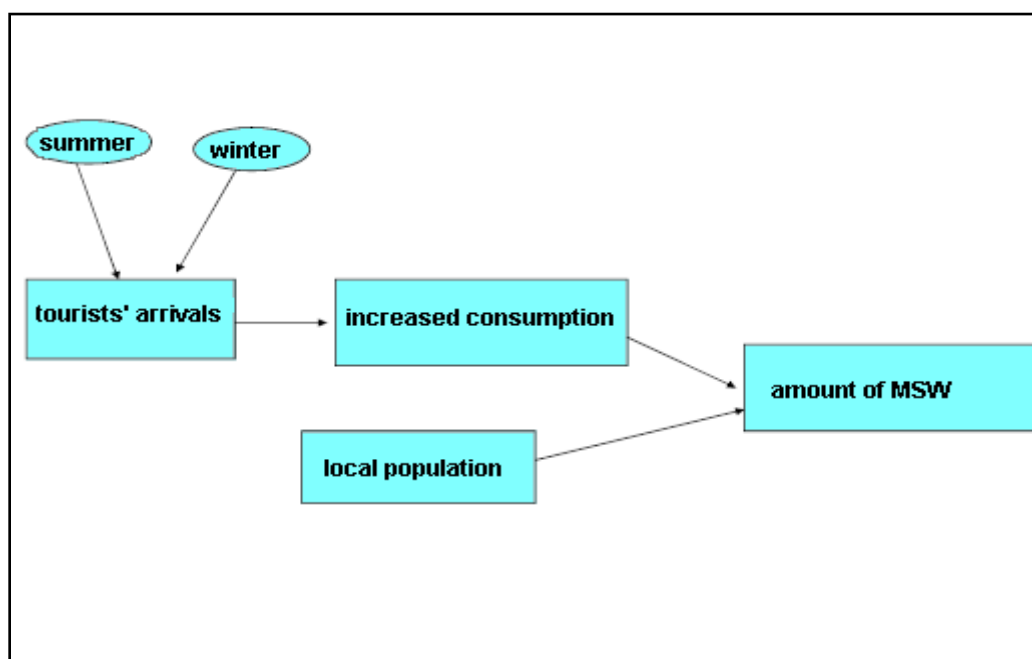 summer
winter
tourists' arrivals
increased consumption
amount of MSW
local population